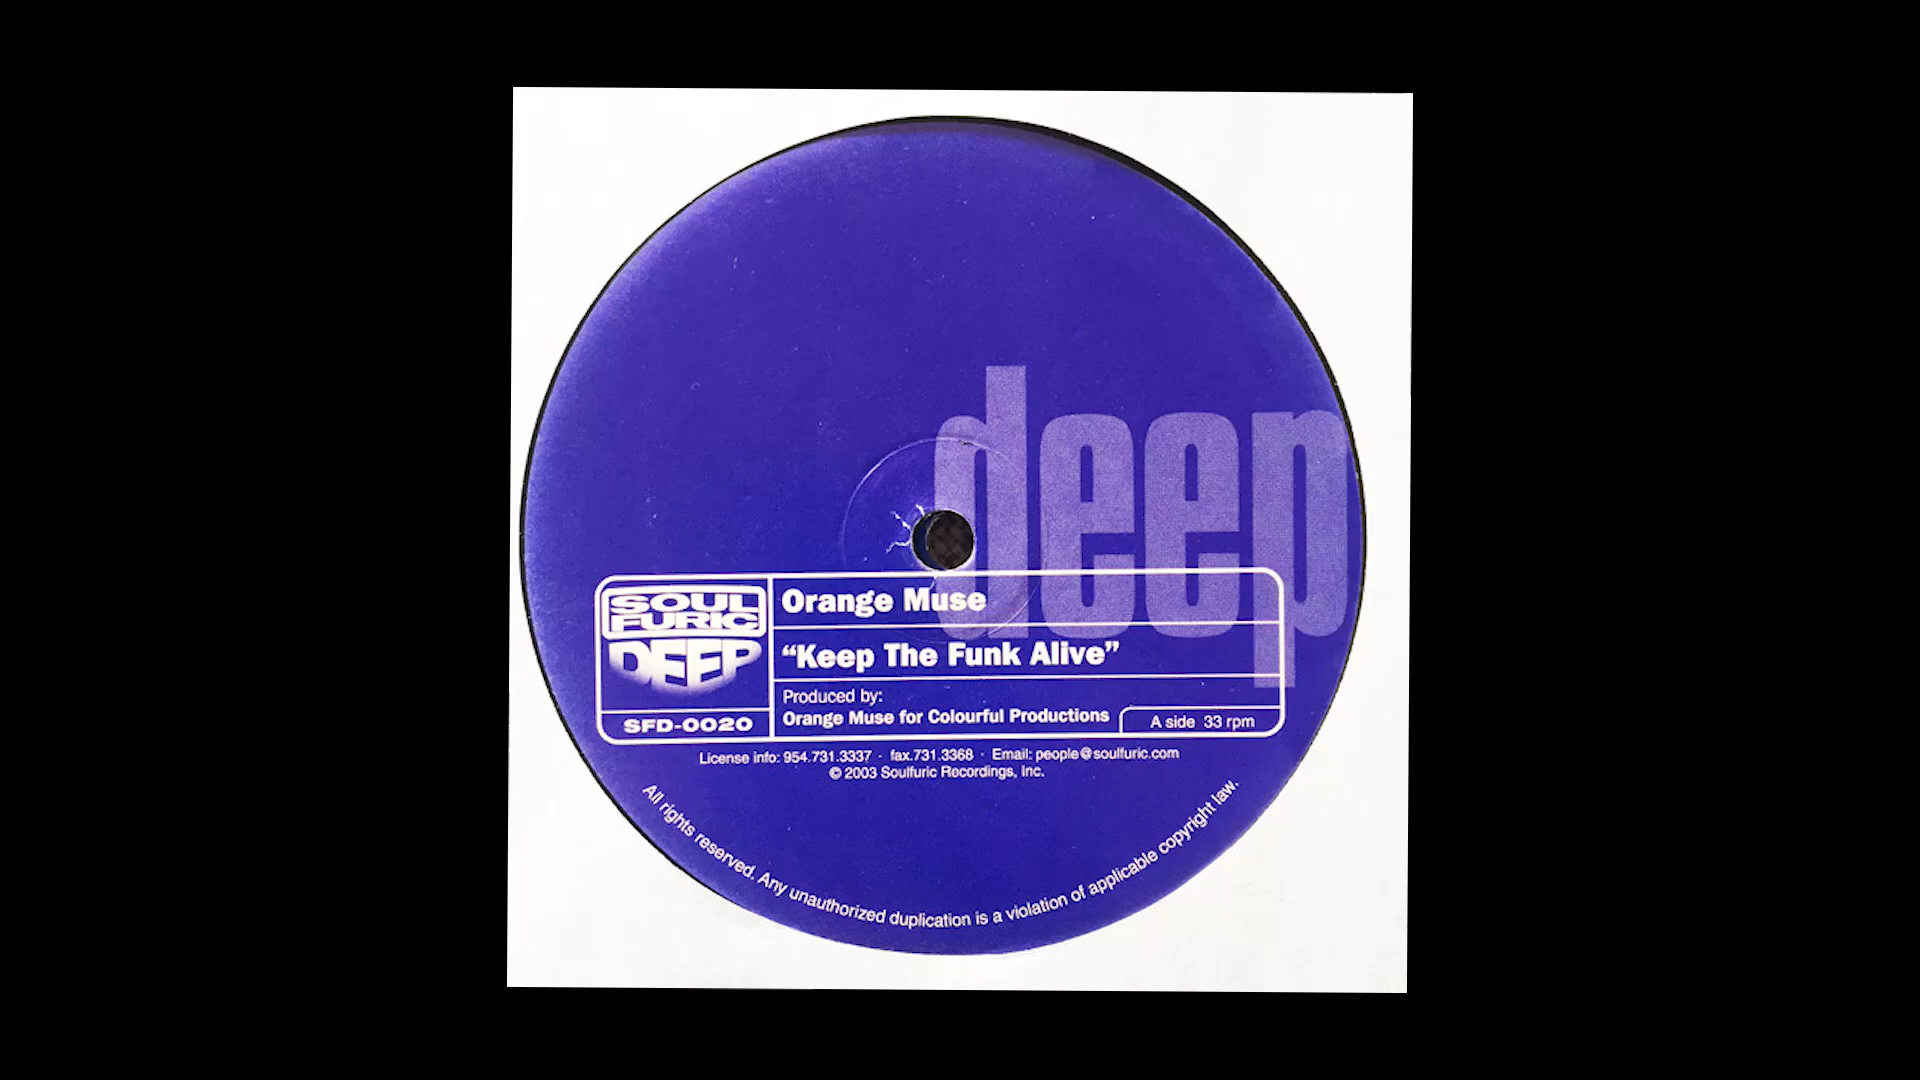 deep
SOUL
FURIC
DEEP
SFD-0020
Orange Muse
“Keep The Funk Alive”
Produced by:
Orange Muse for Colourful Productions
A side 33 rpm
License info: 954.731.3337 · fax.731.3368 · Email: people@soulfuric.com
© 2003 Soulfuric Recordings, Inc.
All rights reserved. Any unauthorized duplication is a violation of applicable copyright law.